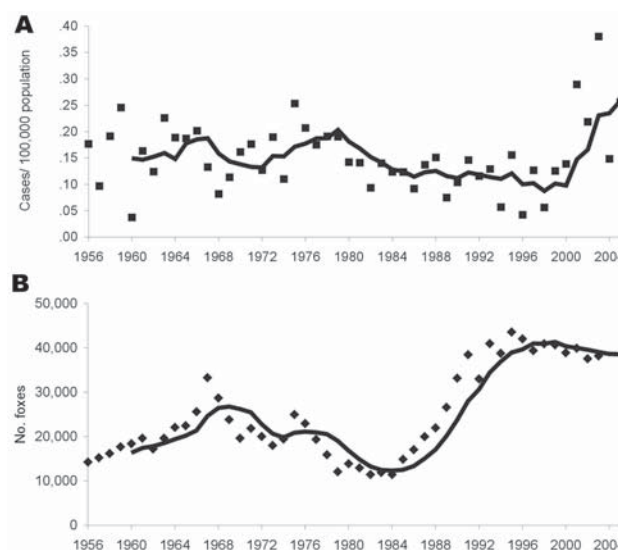 A
.40
.35
.30
.25
.20
.15
.10
.05
.00
Cases/ 100,000 population
1956 1960 1964 1968 1972 1976 1980 1984 1988 1992 1996 2000 2004
B
50,000
40,000
30,000
20,000
10,000
0
No. foxes
1956 1960 1964 1968 1972 1976 1980 1984 1988 1992 1996 2000 2004